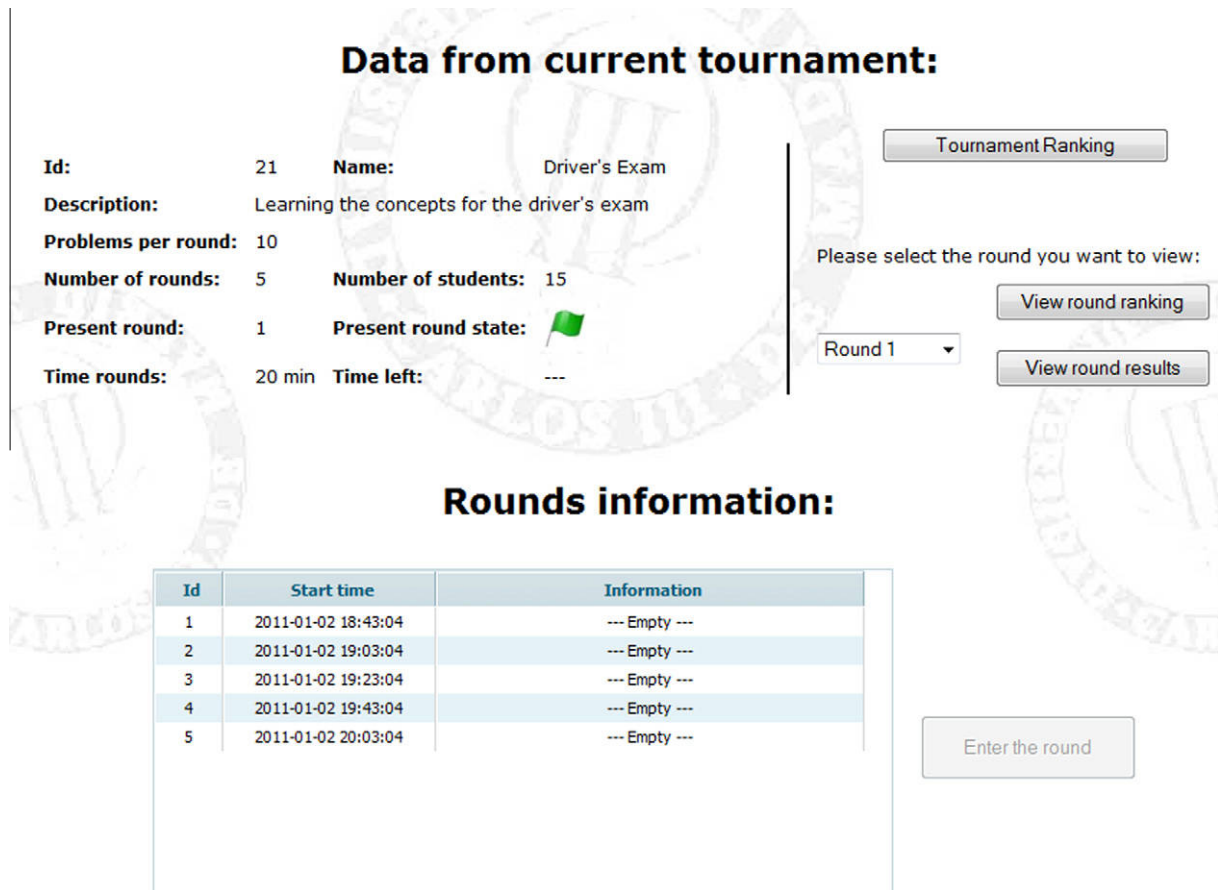 Data from current tournament:
Tournament Ranking
Id: 21 Name: Driver's Exam
Description: Learning the concepts for the driver's exam
Problems per round: 10
Please select the round you want to view:
Number of rounds: 5 Number of students: 15
View round ranking
Present round: 1 Present round state:
Round 1
View round results
Time rounds: 20 min Time left: ---
Rounds information:
Id Start time Information
1 2011-01-02 18:43:04 --- Empty ---
2 2011-01-02 19:03:04 --- Empty ---
3 2011-01-02 19:23:04 --- Empty ---
4 2011-01-02 19:43:04 --- Empty ---
5 2011-01-02 20:03:04 --- Empty ---
Enter the round